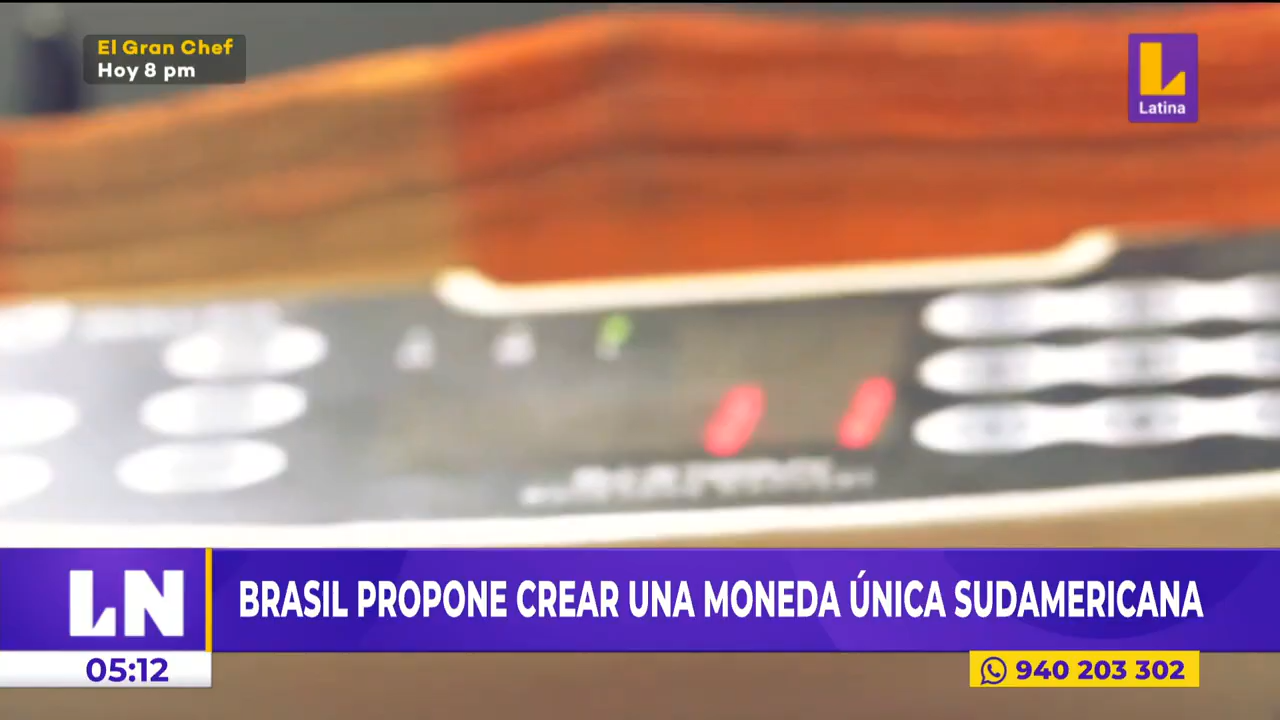 El Gran Chef
Hoy 8 pm
L
Latina
LN
BRASIL PROPONE CREAR UNA MONEDA ÚNICA SUDAMERICANA
05:12
940 203 302